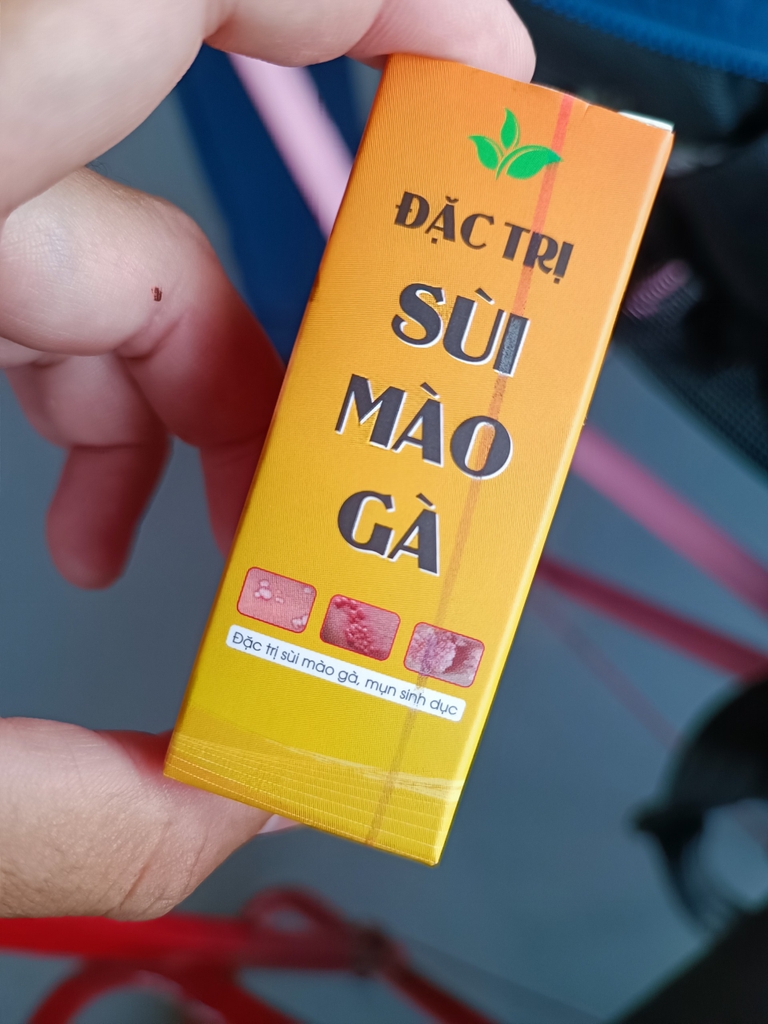 ĐẶC TRỊ
SÙI
MÀO
GÀ
Đặc trị sùi mào gà, mụn sinh dục